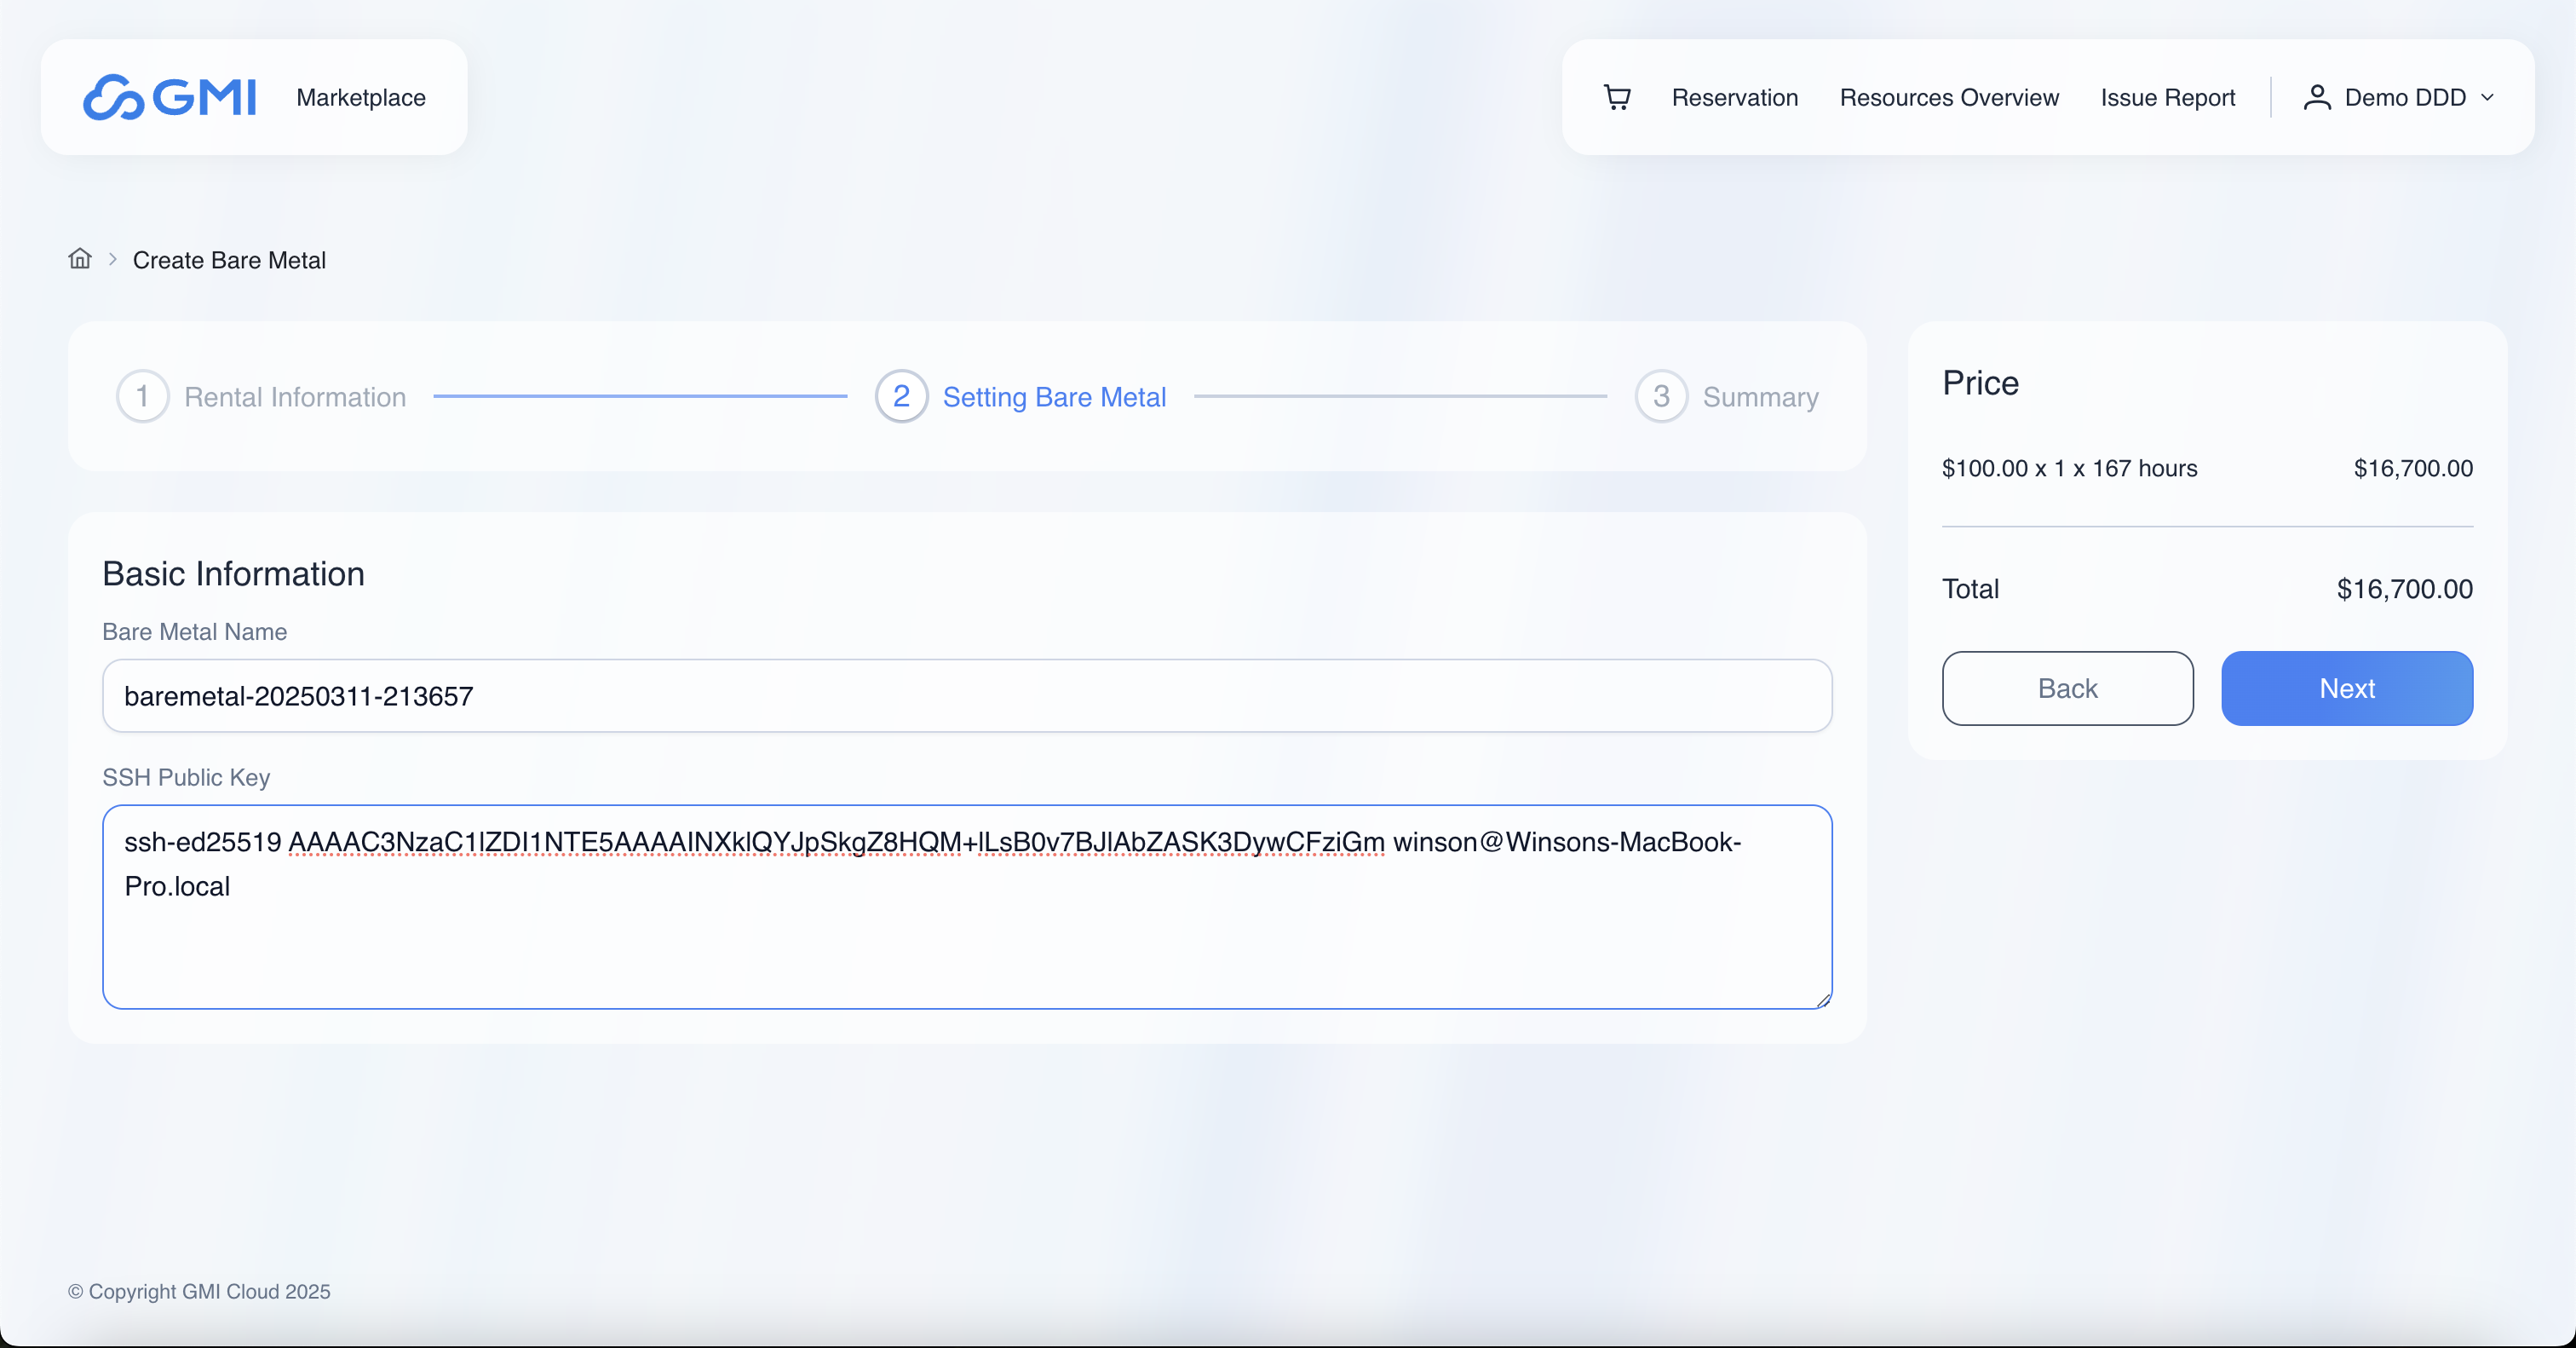 GMI Marketplace
Reservation Resources Overview Issue Report Demo DDD
Create Bare Metal
1 Rental Information 2 Setting Bare Metal 3 Summary
Price
$100.00 x 1 x 167 hours $16,700.00
Total $16,700.00
Back Next
Basic Information
Bare Metal Name
baremetal-20250311-213657
SSH Public Key
ssh-ed25519 AAAAC3NzaC1lZDI1NTE5AAAAINXklQYJpSkgZ8HQM+lLsB0v7BJlAbZASK3DywCFziGm winson@Winsons-MacBook-
Pro.local
© Copyright GMI Cloud 2025